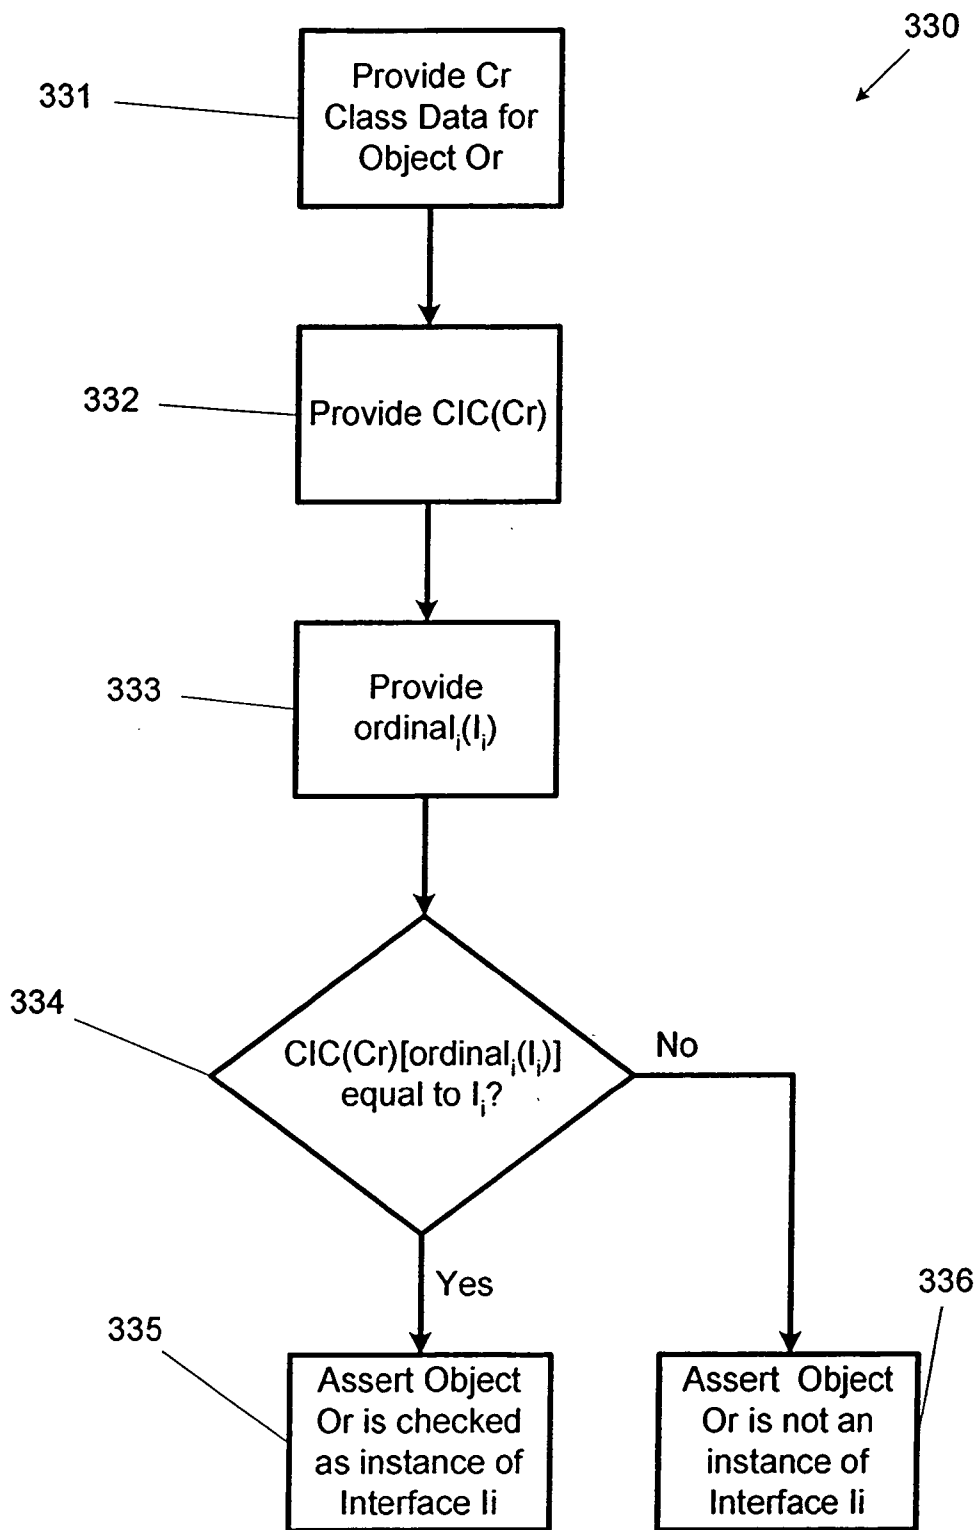 330
331
Provide Cr
Class Data for
Object Or
332
Provide CIC(Cr)
333
Provide
ordinalᵢ(Iᵢ)
334
CIC(Cr)[ordinalᵢ(Iᵢ)]
equal to Iᵢ?
No
Yes
335
Assert Object
Or is checked
as instance of
Interface Ii
336
Assert Object
Or is not an
instance of
Interface Ii